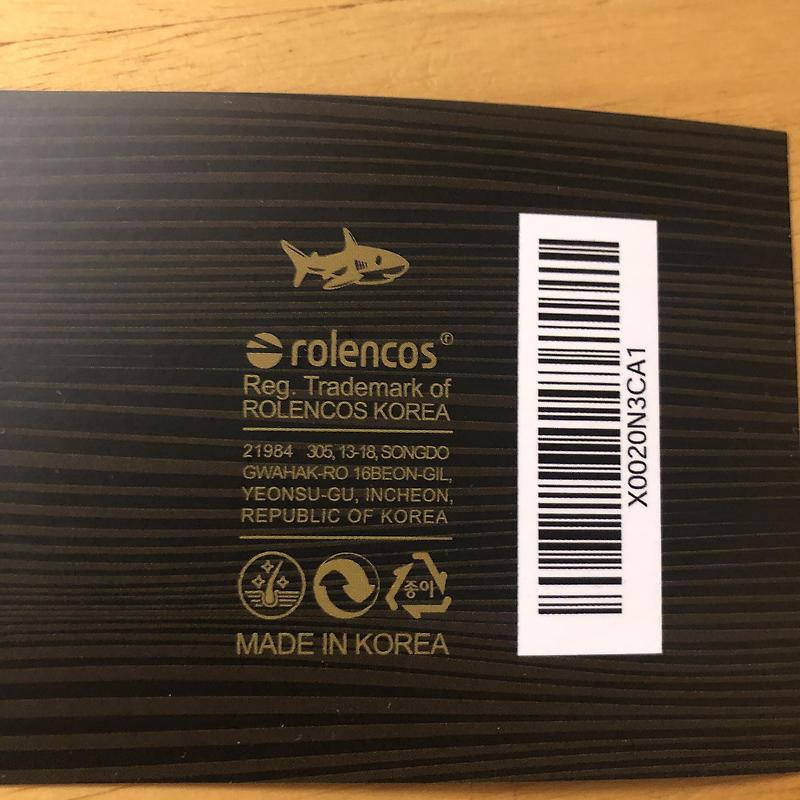 rolencos®
Reg. Trademark of
ROLENCOS KOREA
21984 305, 13-18, SONGDO
GWAHAK-RO 16BEON-GIL,
YEONSU-GU, INCHEON,
REPUBLIC OF KOREA
종이
MADE IN KOREA
X0020N3CA1